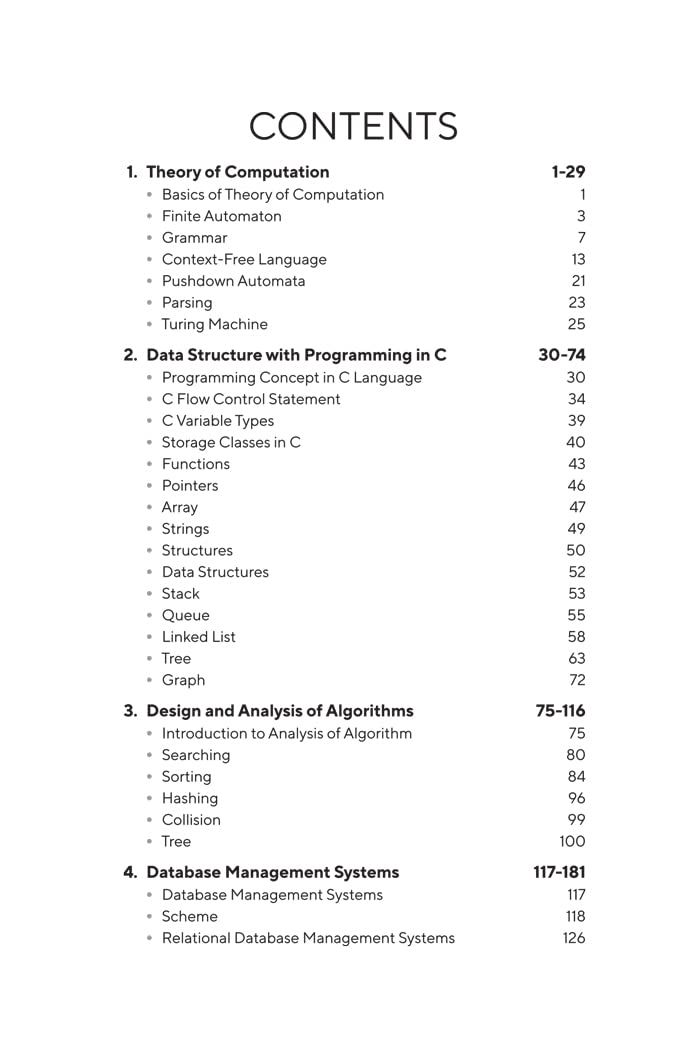 CONTENTS
1. Theory of Computation 1-29
• Basics of Theory of Computation 1
• Finite Automaton 3
• Grammar 7
• Context-Free Language 13
• Pushdown Automata 21
• Parsing 23
• Turing Machine 25
2. Data Structure with Programming in C 30-74
• Programming Concept in C Language 30
• C Flow Control Statement 34
• C Variable Types 39
• Storage Classes in C 40
• Functions 43
• Pointers 46
• Array 47
• Strings 49
• Structures 50
• Data Structures 52
• Stack 53
• Queue 55
• Linked List 58
• Tree 63
• Graph 72
3. Design and Analysis of Algorithms 75-116
• Introduction to Analysis of Algorithm 75
• Searching 80
• Sorting 84
• Hashing 96
• Collision 99
• Tree 100
4. Database Management Systems 117-181
• Database Management Systems 117
• Scheme 118
• Relational Database Management Systems 126